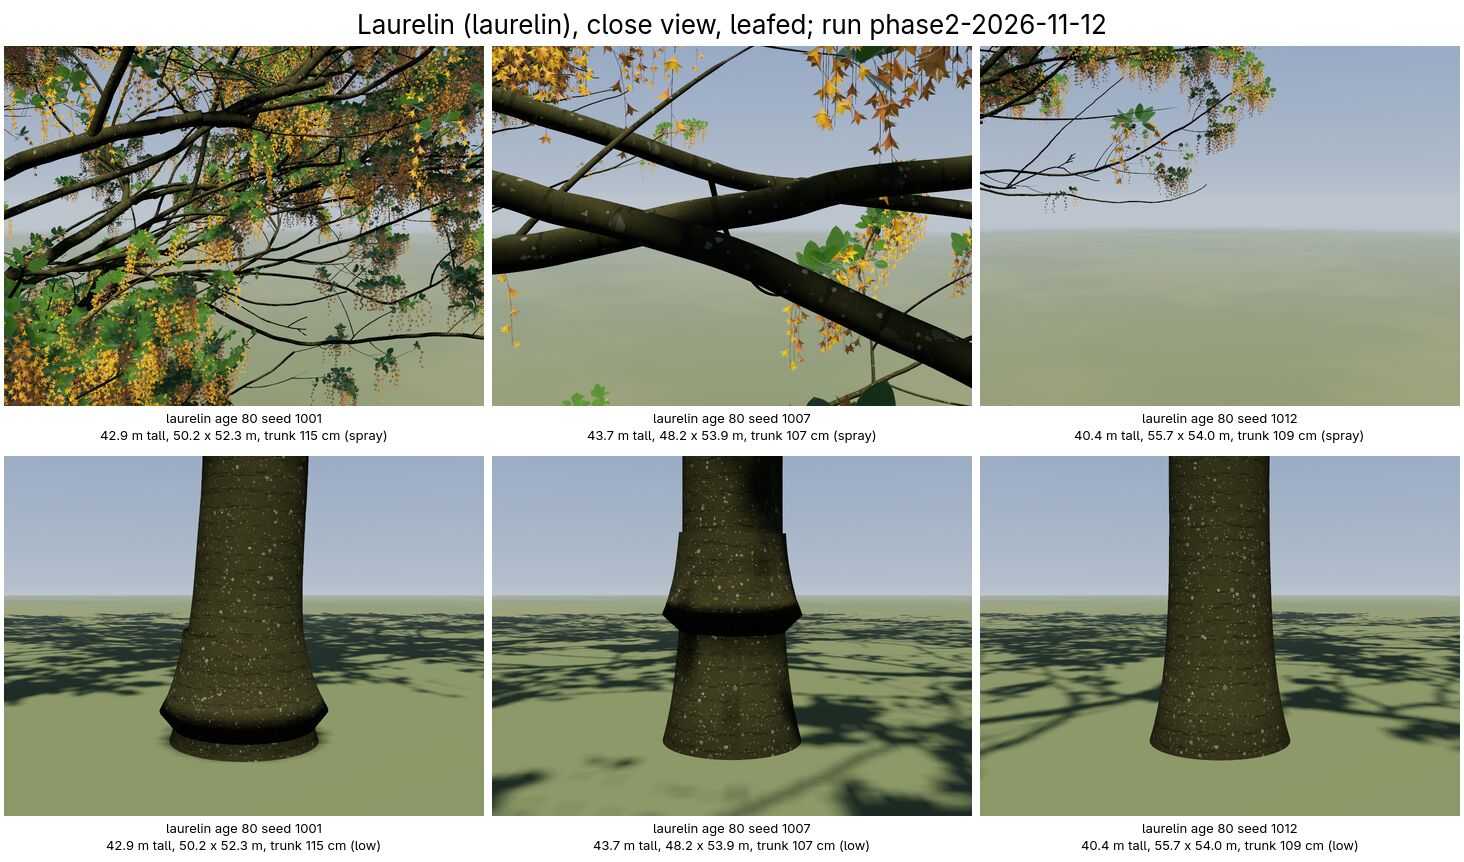 Laurelin (laurelin), close view, leafed; run phase2-2026-11-12
laurelin age 80 seed 1001
42.9 m tall, 50.2 x 52.3 m, trunk 115 cm (spray)
laurelin age 80 seed 1007
43.7 m tall, 48.2 x 53.9 m, trunk 107 cm (spray)
laurelin age 80 seed 1012
40.4 m tall, 55.7 x 54.0 m, trunk 109 cm (spray)
laurelin age 80 seed 1001
42.9 m tall, 50.2 x 52.3 m, trunk 115 cm (low)
laurelin age 80 seed 1007
43.7 m tall, 48.2 x 53.9 m, trunk 107 cm (low)
laurelin age 80 seed 1012
40.4 m tall, 55.7 x 54.0 m, trunk 109 cm (low)